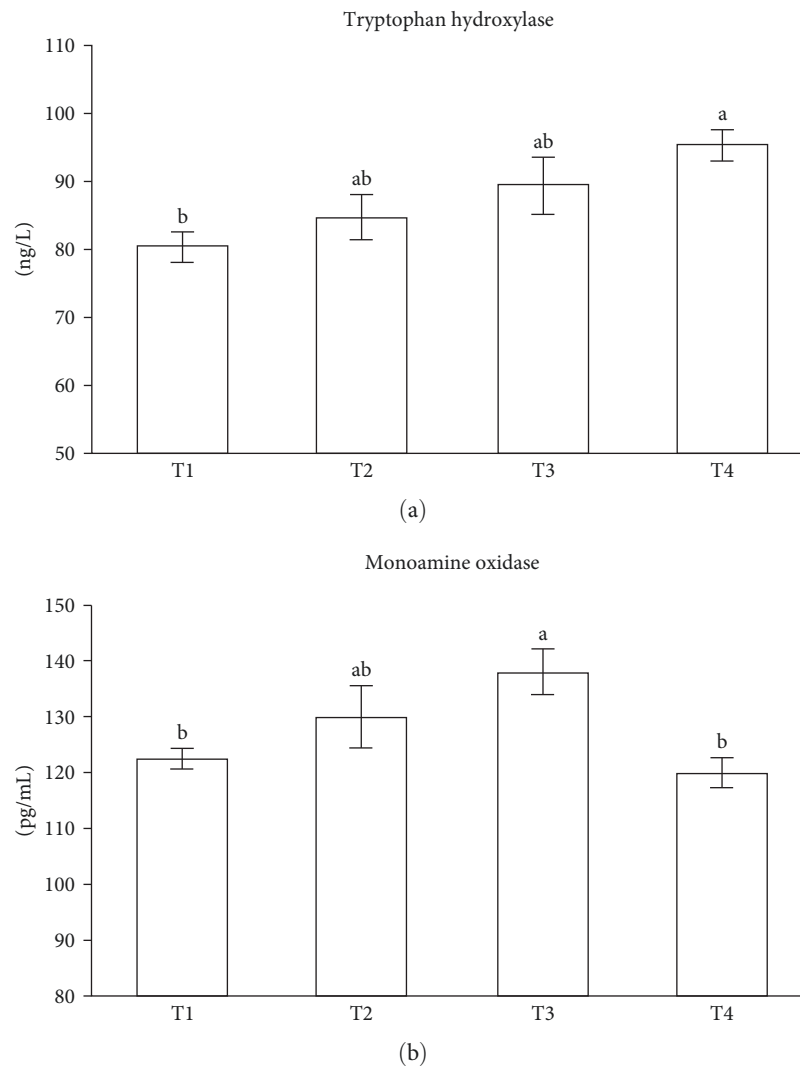 Tryptophan hydroxylase
110
100
90
80
70
60
50
(ng/L)
b
ab
ab
a
T1 T2 T3 T4
(a)
Monoamine oxidase
150
140
130
120
110
100
90
80
(pg/mL)
b
ab
a
b
T1 T2 T3 T4
(b)